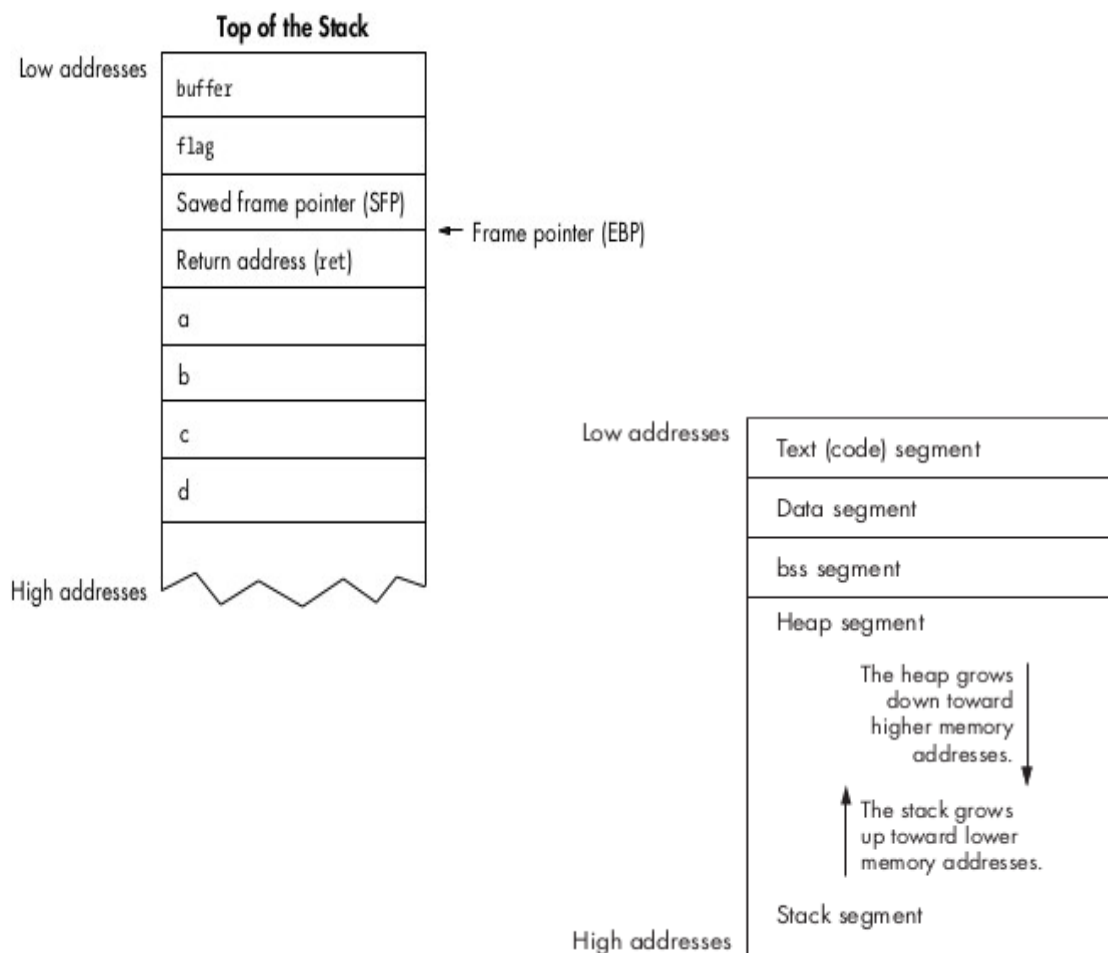 Top of the Stack
Low addresses
buffer
flag
Saved frame pointer (SFP)
Frame pointer (EBP)
Return address (ret)
a
b
c
d
High addresses
Low addresses
Text (code) segment
Data segment
bss segment
Heap segment
The heap grows
down toward
higher memory
addresses.
The stack grows
up toward lower
memory addresses.
Stack segment
High addresses